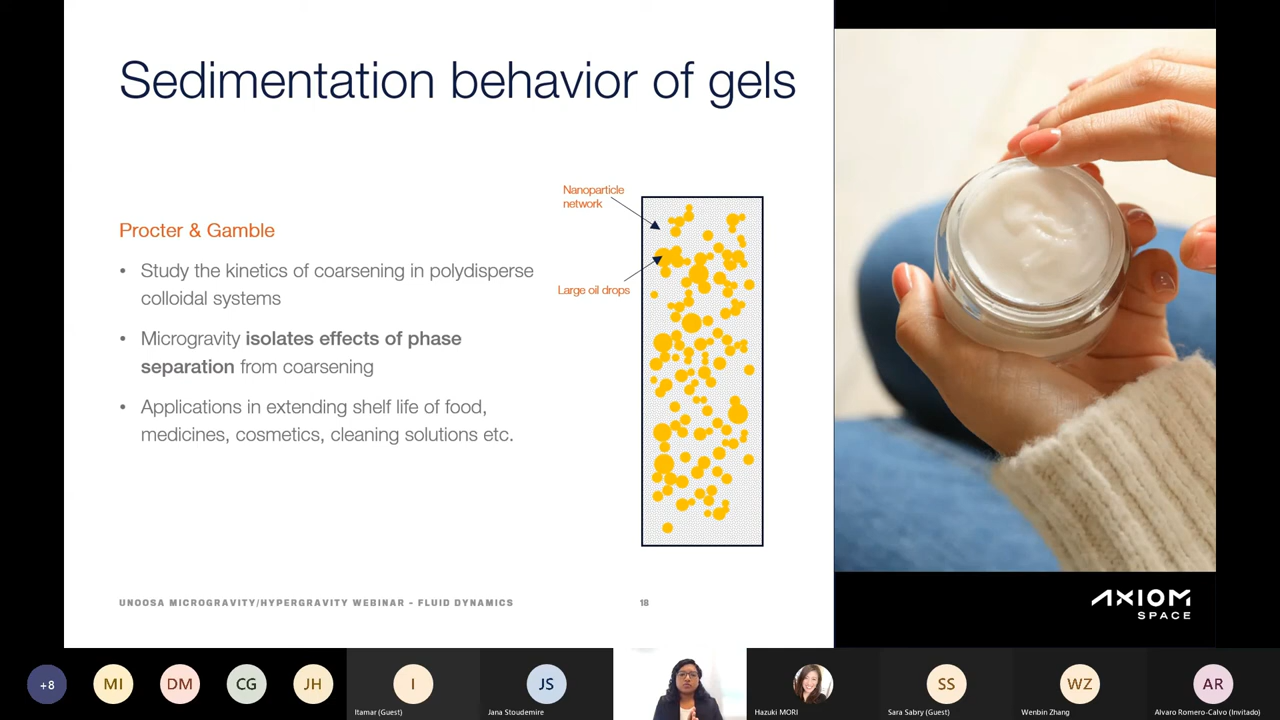 Sedimentation behavior of gels
Procter & Gamble
• Study the kinetics of coarsening in polydisperse
colloidal systems
• Microgravity isolates effects of phase
separation from coarsening
• Applications in extending shelf life of food,
medicines, cosmetics, cleaning solutions etc.
Nanoparticle
network
Large oil drops
UNOOSA MICROGRAVITY/HYPERGRAVITY WEBINAR - FLUID DYNAMICS
18
AXIOM
SPACE
+8
MI
DM
CG
JH
I
Itamar (Guest)
JS
Jana Stoudemire
Hazuki MORI
SS
Sara Sabry (Guest)
WZ
Wenbin Zhang
AR
Alvaro Romero-Calvo (Invitado)